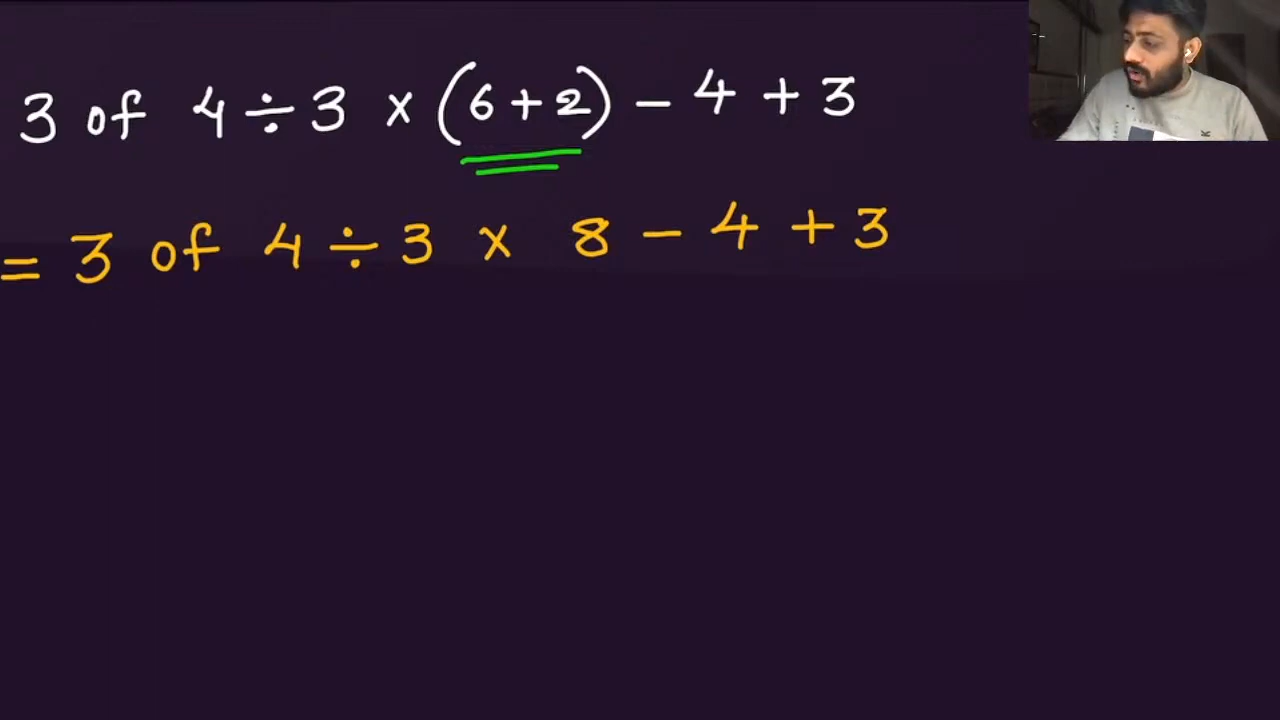 3 of 4 ÷ 3 × (6 + 2) − 4 + 3
= 3 of 4 ÷ 3 × 8 − 4 + 3